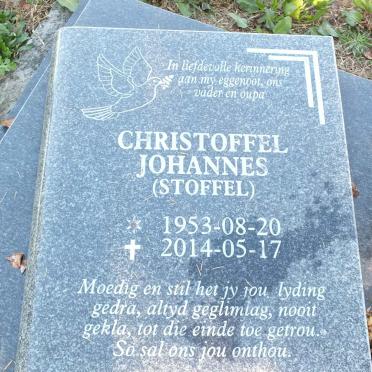 In liefdevolle herinnering
aan my eggenoot, ons
vader en oupa
CHRISTOFFEL
JOHANNES
(STOFFEL)
1953-08-20
2014-05-17
Moedig en stil het jy jou lyding
gedra, altyd geglimlag, nooit
gekla, tot die einde toe getrou.
So sal ons jou onthou.